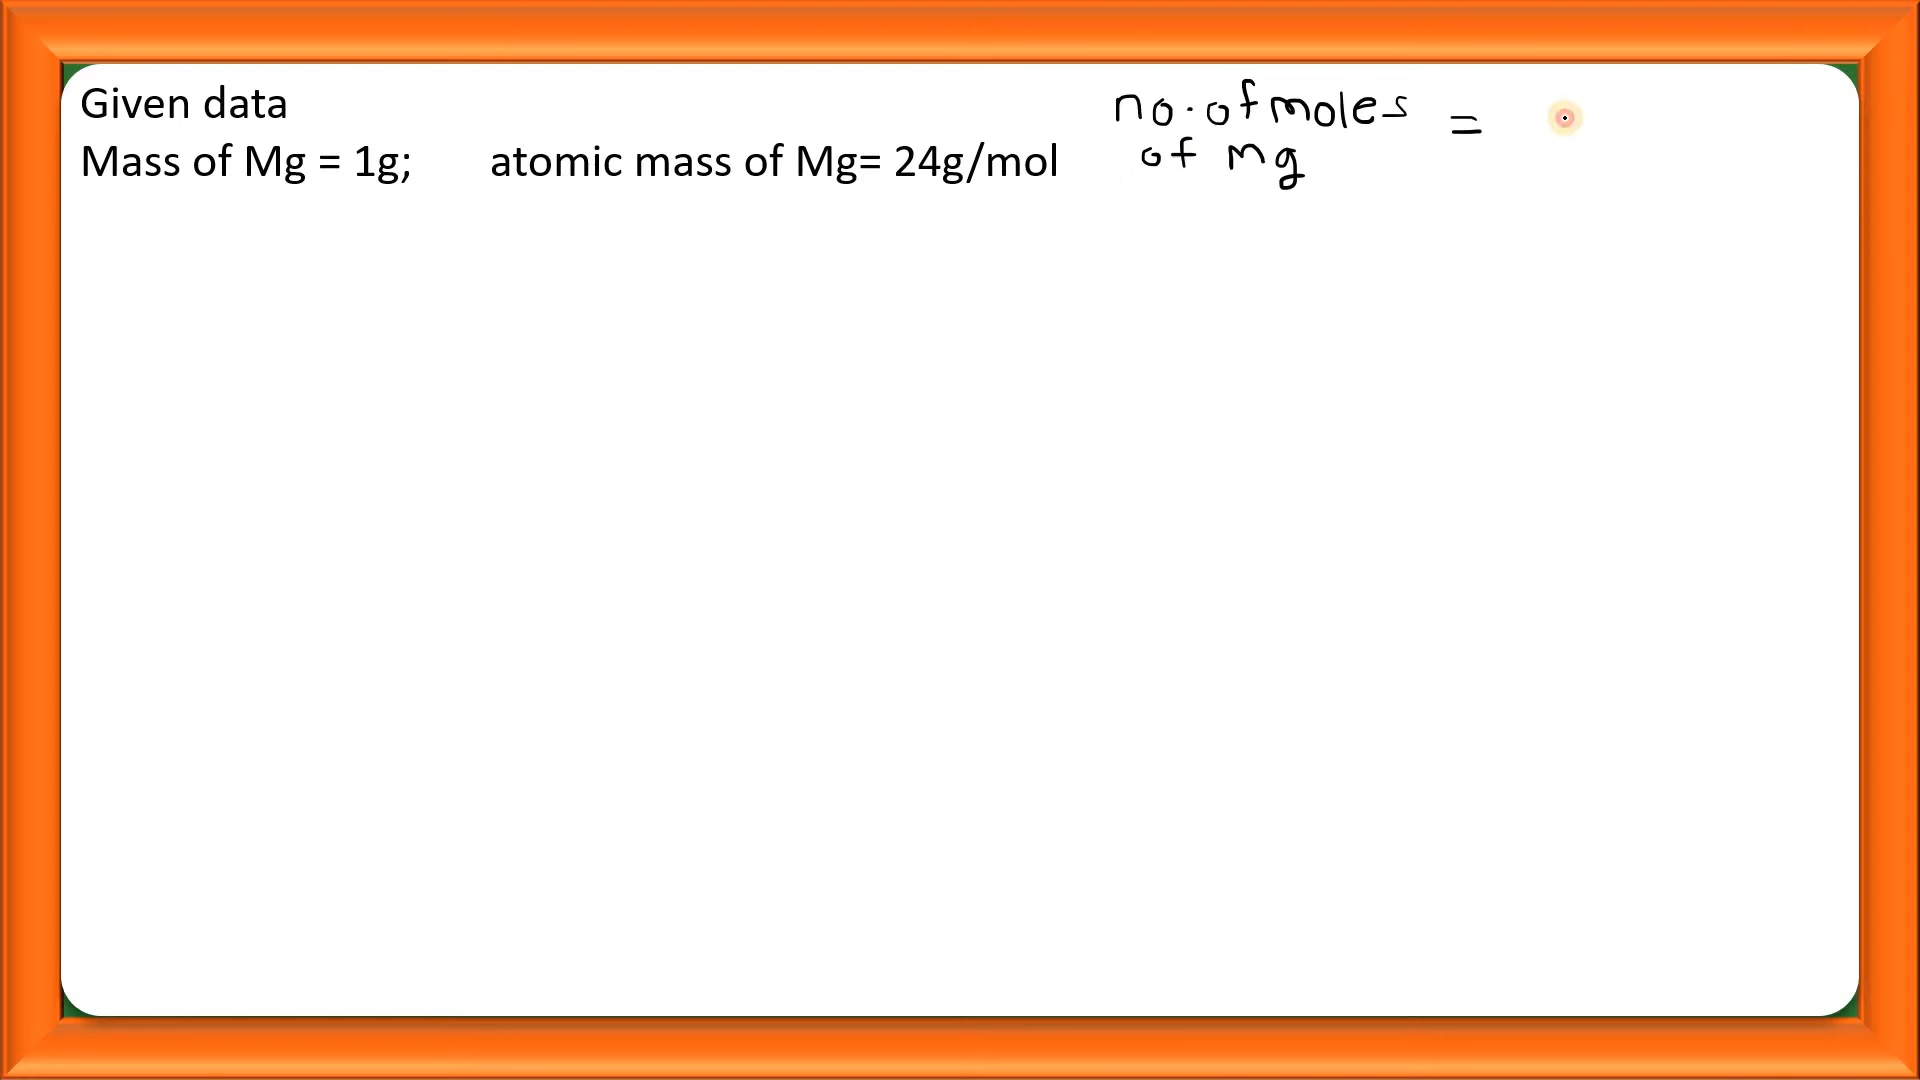 Given data
Mass of Mg = 1g; atomic mass of Mg= 24g/mol
no. of moles =
of Mg